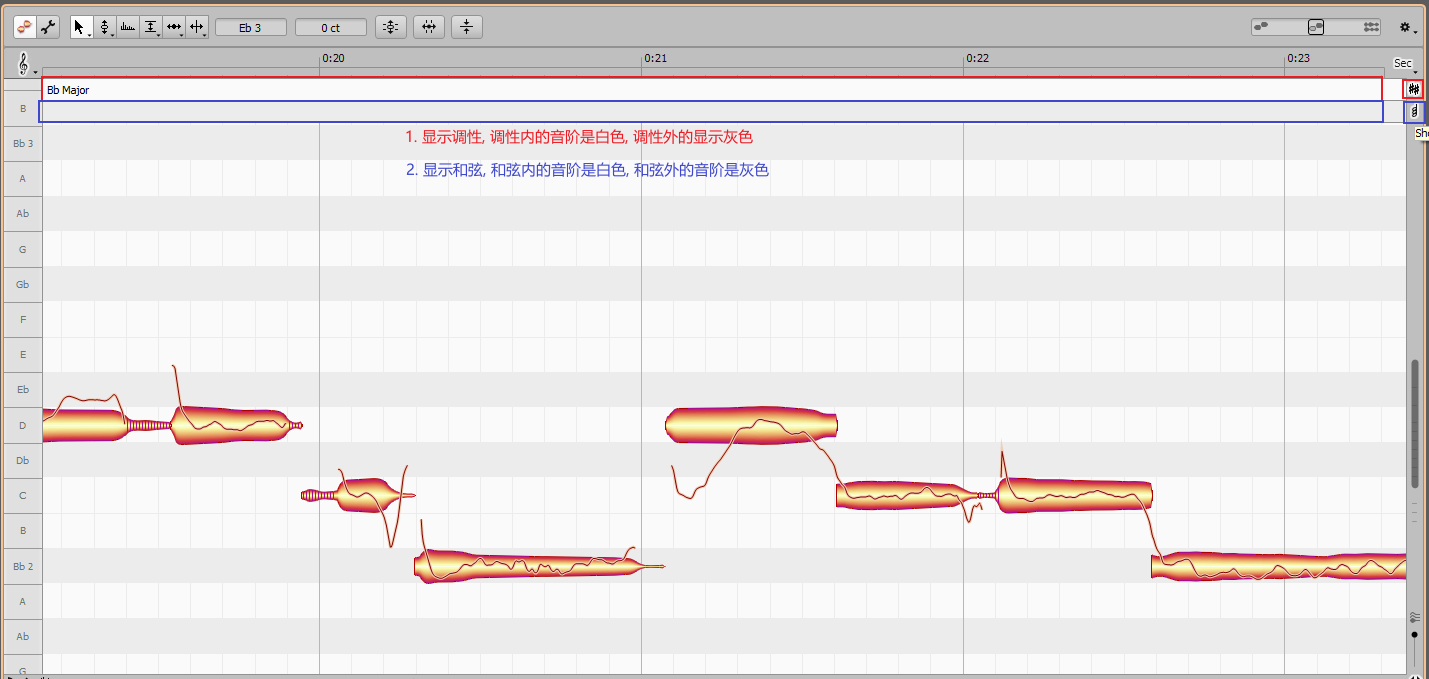 Eb 3
0 ct
0:20
0:21
0:22
0:23
Sec
Bb Major
B
1. 显示调性, 调性内的音阶是白色, 调性外的显示灰色
Bb 3
2. 显示和弦, 和弦内的音阶是白色, 和弦外的音阶是灰色
A
Ab
G
Gb
F
E
Eb
D
Db
C
B
Bb 2
A
Ab
G